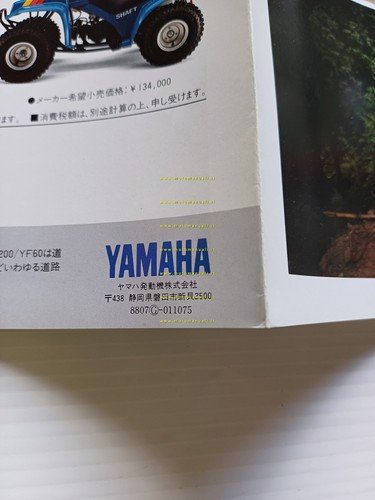 SHAFT
●メーカー希望小売価格:¥134,000
ます。 ■消費税額は、別途計算の上、申し受けます。
200/YF60は道
どいわゆる道路
YAMAHA
ヤマハ発動機株式会社
〒438 静岡県磐田市新貝2500
8807Ⓖ-011075